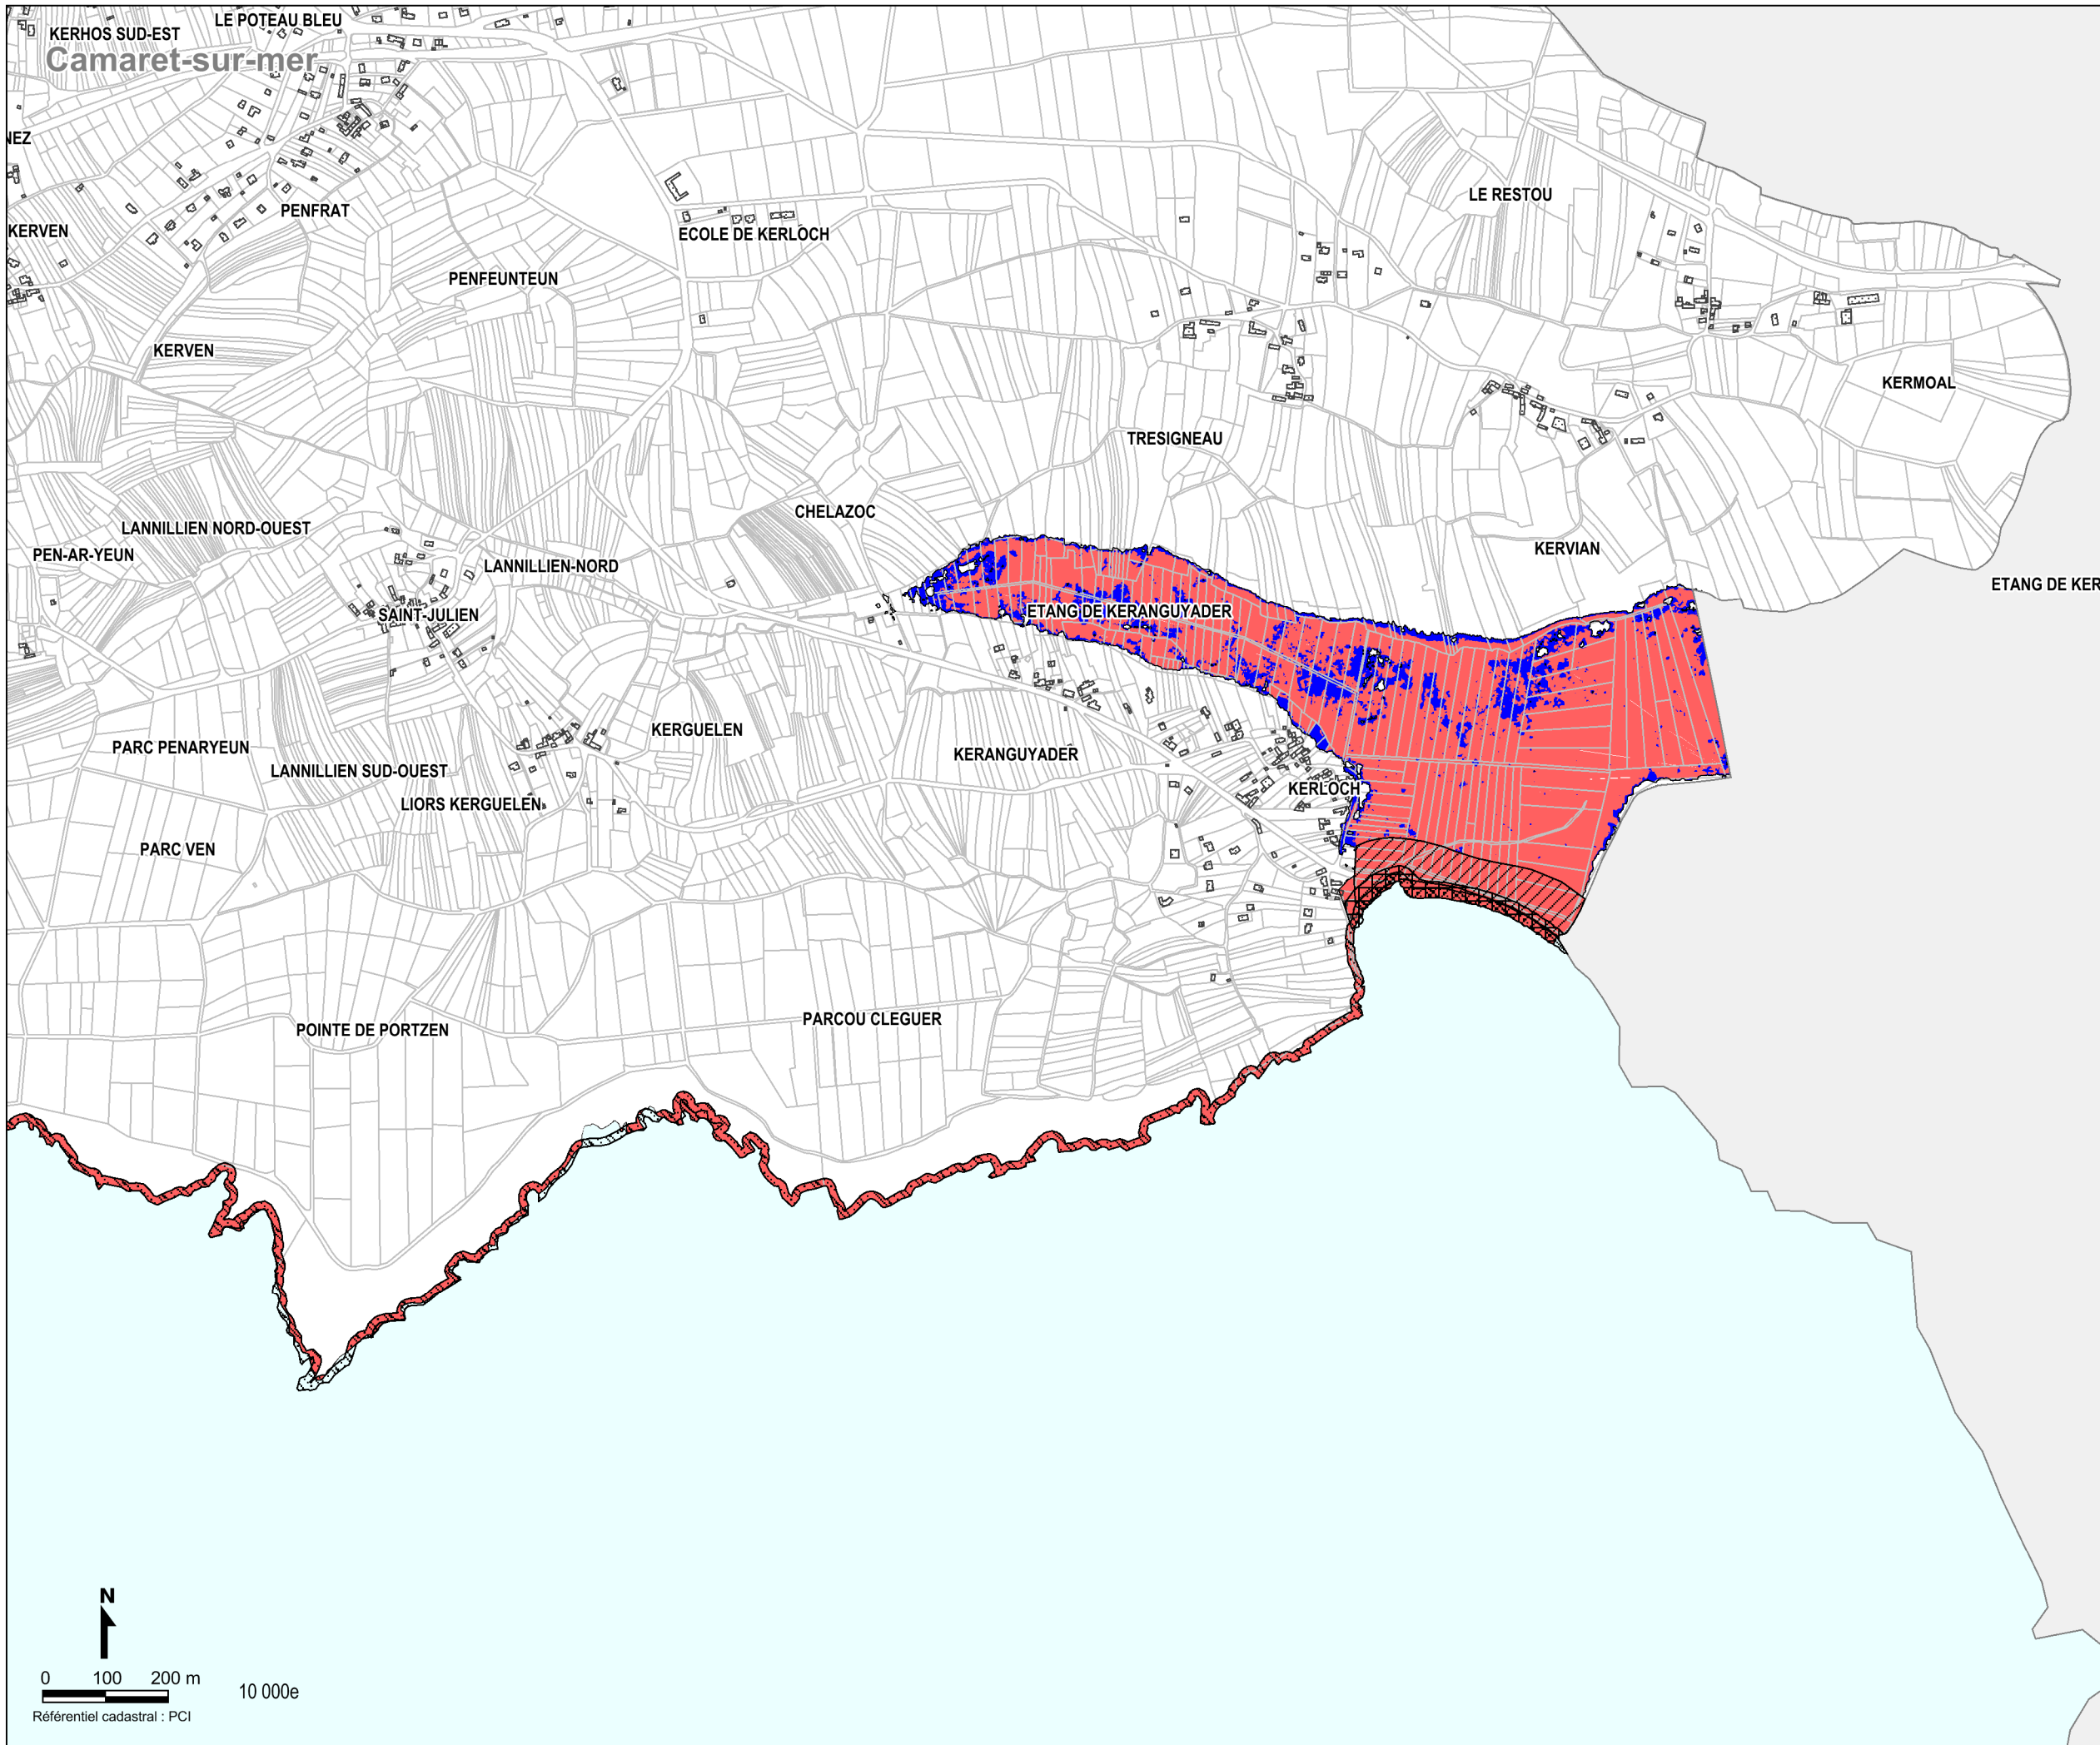 LE POTEAU BLEU
KERHOS SUD-EST
Camaret-sur-mer
NEZ
LE RESTOU
PENFRAT
KERVEN
ECOLE DE KERLOCH
PENFEUNTEUN
KERVEN
KERMOAL
TRESIGNEAU
CHELAZOC
LANNILLIEN NORD-OUEST
KERVIAN
PEN-AR-YEUN
LANNILLIEN-NORD
ETANG DE KER
ETANG DE KERANGUYADER
SAINT-JULIEN
KERGUELEN
PARC PENARYEUN
KERANGUYADER
LANNILLIEN SUD-OUEST
KERLOCH
LIORS KERGUELEN
PARC VEN
PARCOU CLEGUER
POINTE DE PORTZEN
N
0 100 200 m
10 000e
Référentiel cadastral : PCI